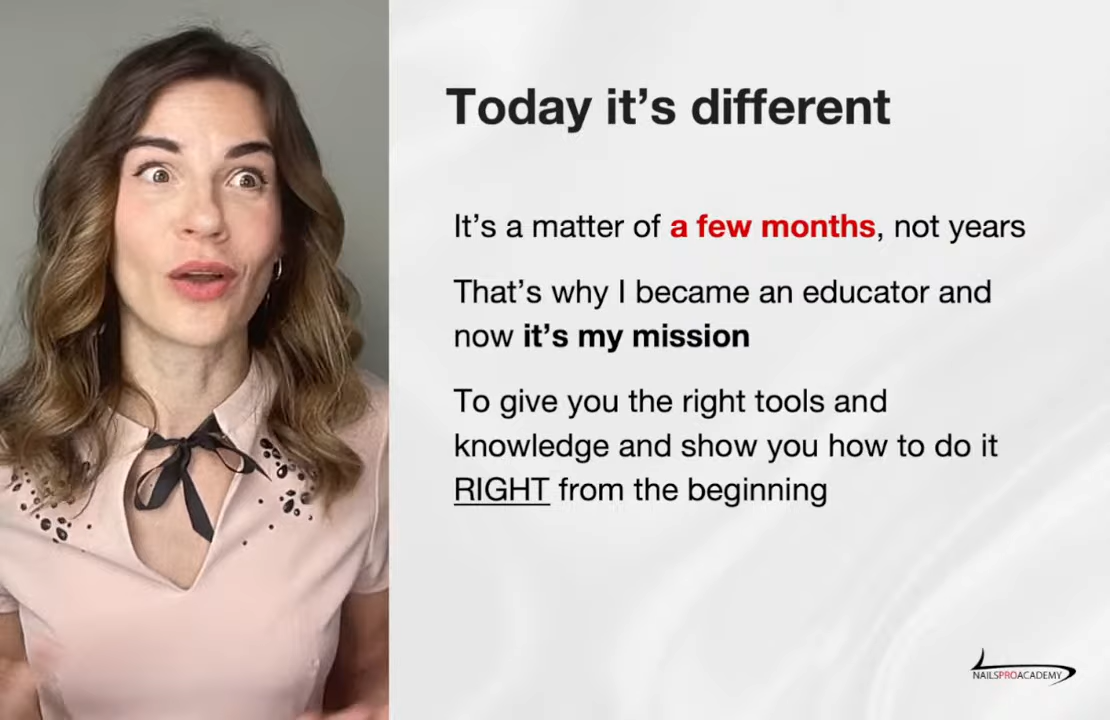 Today it’s different
It’s a matter of a few months, not years
That’s why I became an educator and
now it’s my mission
To give you the right tools and
knowledge and show you how to do it
RIGHT from the beginning
NAILSPROACADEMY